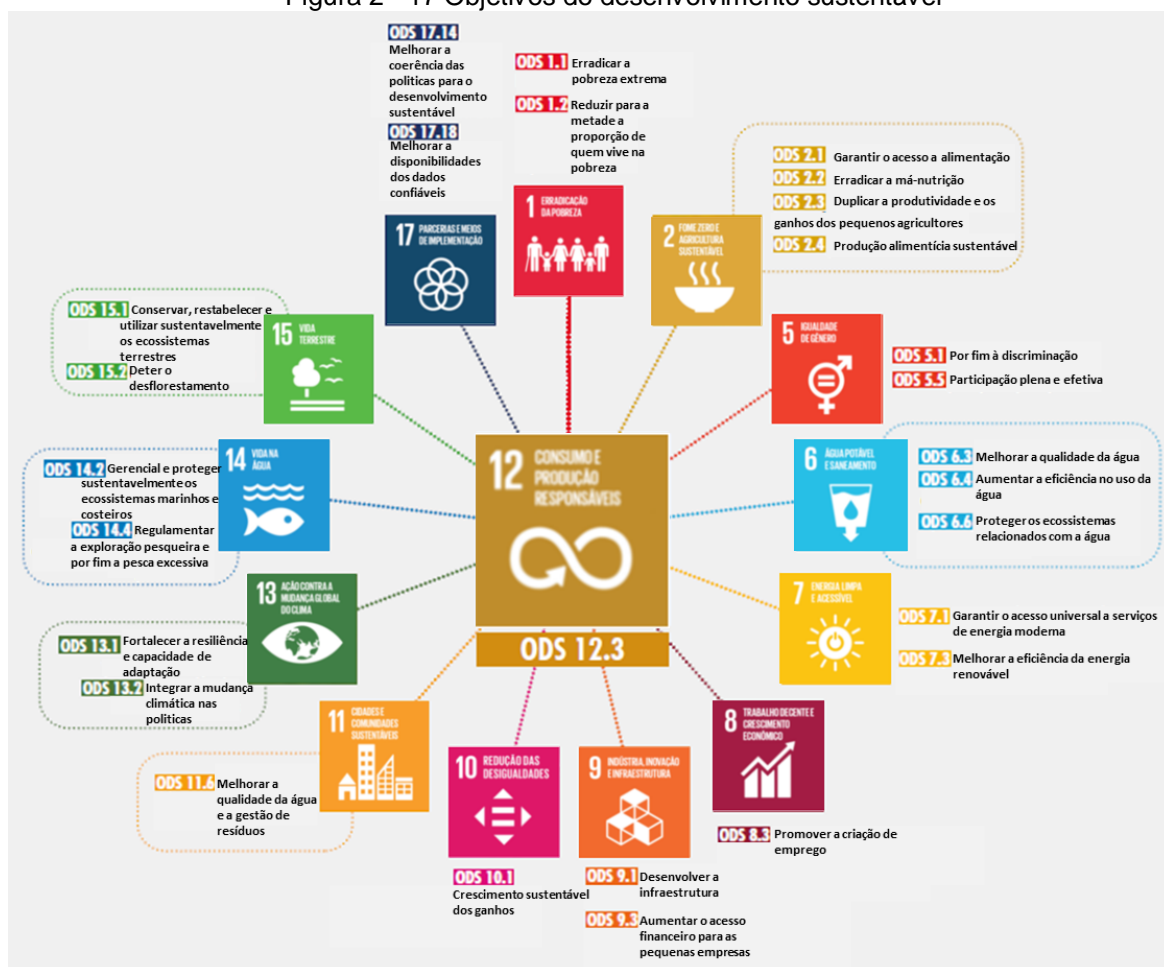 Figura 2 - 17 Objetivos do desenvolvimento sustentável
ODS 17.14
Melhorar a
coerência das
politicas para o
desenvolvimento
sustentável
ODS 17.18
Melhorar a
disponibilidades
dos dados
confiáveis
ODS 1.1 Erradicar a
pobreza extrema
ODS 1.2 Reduzir para a
metade a
proporção de
quem vive na
pobreza
ODS 2.1 Garantir o acesso a alimentação
ODS 2.2 Erradicar a má-nutrição
ODS 2.3 Duplicar a produtividade e os
ganhos dos pequenos agricultores
ODS 2.4 Produção alimentícia sustentável
17 PARCERIAS E MEIOS
DE IMPLEMENTAÇÃO
1 ERRADICAÇÃO
DA POBREZA
2 FOME ZERO E
AGRICULTURA
SUSTENTÁVEL
ODS 15.1 Conservar, restabelecer e
utilizar sustentavelmente
os ecossistemas
terrestres
ODS 15.2 Deter o
desflorestamento
15 VIDA
TERRESTRE
5 IGUALDADE
DE GÊNERO
ODS 5.1 Por fim à discriminação
ODS 5.5 Participação plena e efetiva
ODS 14.2 Gerencial e proteger
sustentavelmente os
ecossistemas marinhos e
costeiros
ODS 14.4 Regulamentar
a exploração pesqueira e
por fim a pesca excessiva
14 VIDA NA
ÁGUA
12 CONSUMO E
PRODUÇÃO
RESPONSÁVEIS
ODS 12.3
6 ÁGUA POTÁVEL
E SANEAMENTO
ODS 6.3 Melhorar a qualidade da água
ODS 6.4 Aumentar a eficiência no uso da
água
ODS 6.6 Proteger os ecossistemas
relacionados com a água
ODS 13.1 Fortalecer a resiliência
e capacidade de
adaptação
ODS 13.2 Integrar a mudança
climática nas
politicas
13 AÇÃO CONTRA A
MUDANÇA GLOBAL
DO CLIMA
7 ENERGIA LIMPA
E ACESSÍVEL
ODS 7.1 Garantir o acesso universal a serviços
de energia moderna
ODS 7.3 Melhorar a eficiência da energia
renovável
ODS 11.6 Melhorar a
qualidade da água
e a gestão de
resíduos
11 CIDADES E
COMUNIDADES
SUSTENTÁVEIS
10 REDUÇÃO DAS
DESIGUALDADES
9 INDÚSTRIA, INOVAÇÃO
E INFRAESTRUTURA
8 TRABALHO DECENTE E
CRESCIMENTO
ECONÔMICO
ODS 10.1
Crescimento sustentável
dos ganhos
ODS 9.1 Desenvolver a
infraestrutura
ODS 9.3 Aumentar o acesso
financeiro para as
pequenas empresas
ODS 8.3 Promover a criação de
emprego